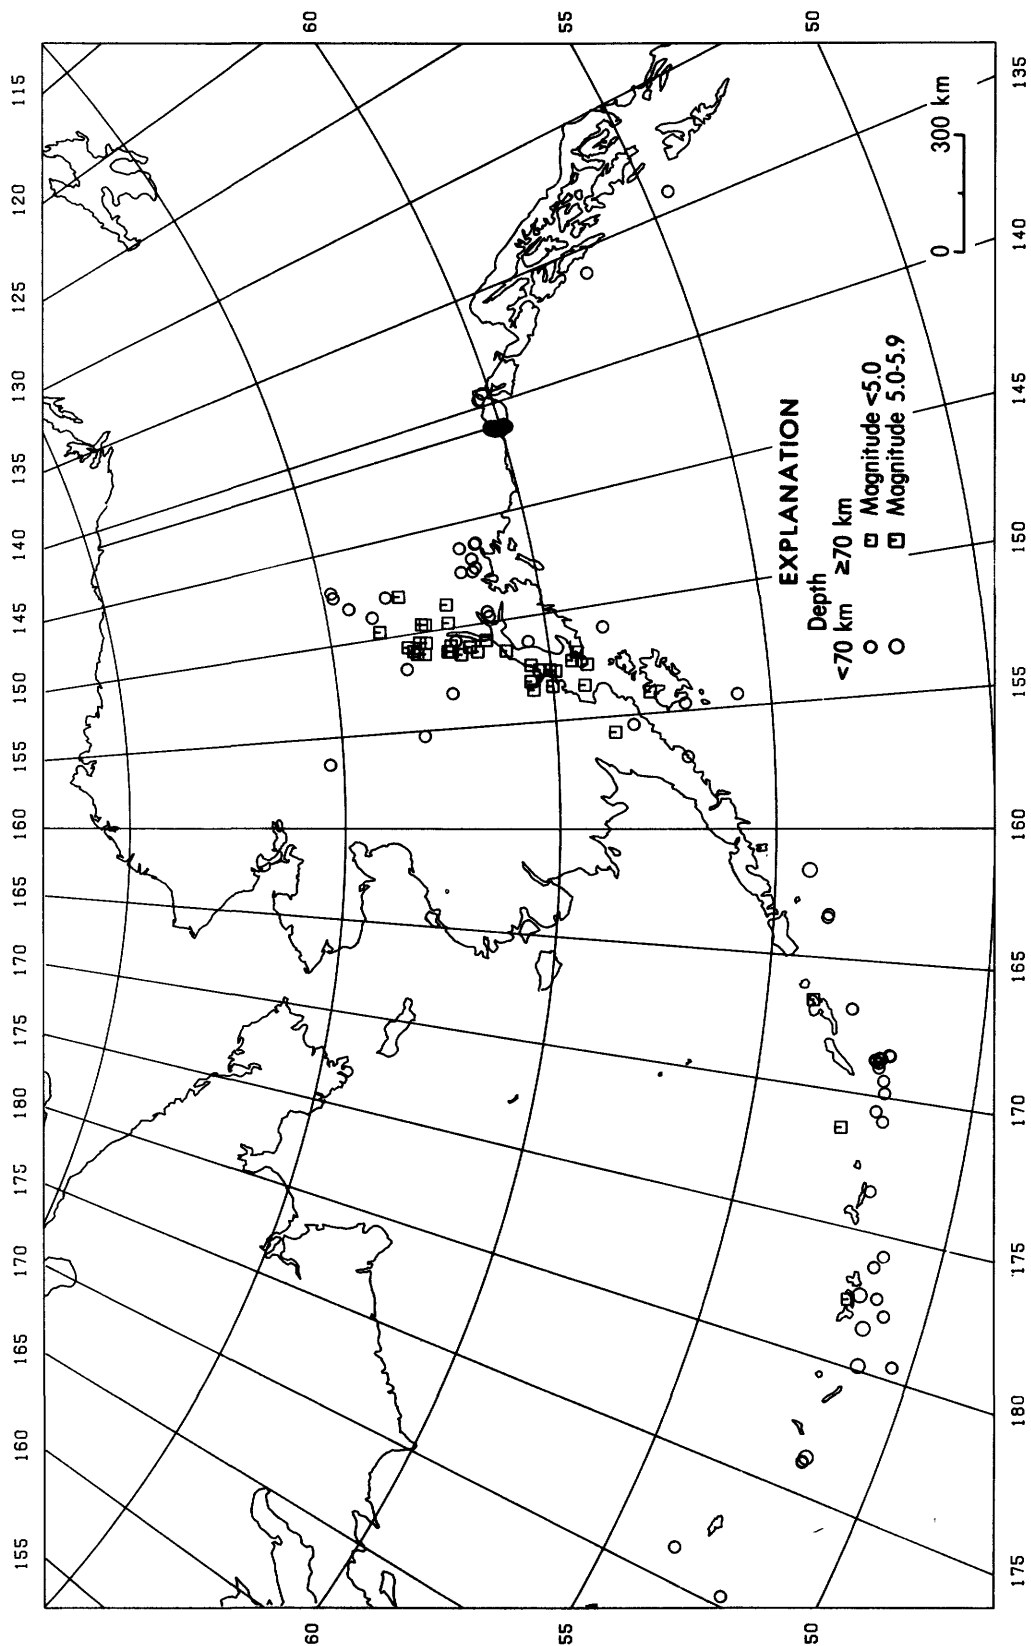 155 160 165 170 175 180 175 170 165 160 155 150 145 140 135 130 125 120 115
60 60
55 55
EXPLANATION
Depth
<70 km ≥70 km
Magnitude <5.0
Magnitude 5.0-5.9
50 50
0 300 km
175 180 175 170 165 160 155 150 145 140 135